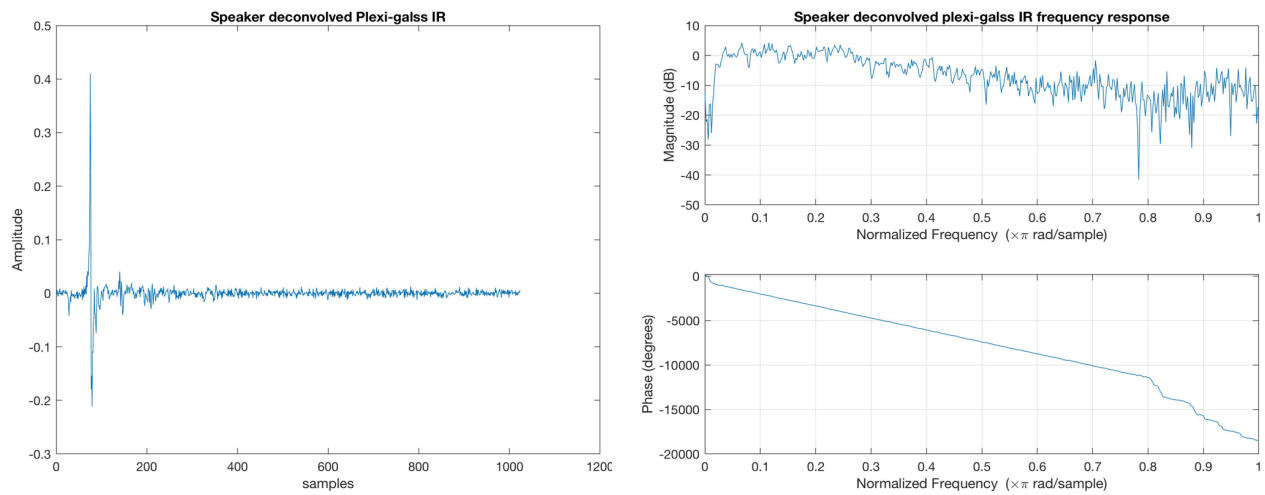 Speaker deconvolved Plexi-galss IR
0.5
0.4
0.3
0.2
0.1
0
-0.1
-0.2
-0.3
Amplitude
0 200 400 600 800 1000 1200
samples
Speaker deconvolved plexi-galss IR frequency response
10
0
-10
-20
-30
-40
-50
Magnitude (dB)
0 0.1 0.2 0.3 0.4 0.5 0.6 0.7 0.8 0.9 1
Normalized Frequency (×π rad/sample)
0
-5000
-10000
-15000
-20000
Phase (degrees)
0 0.1 0.2 0.3 0.4 0.5 0.6 0.7 0.8 0.9 1
Normalized Frequency (×π rad/sample)